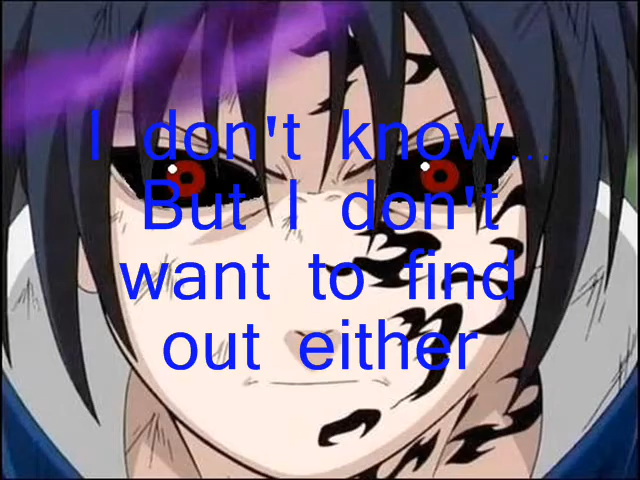 I don't know...
But I don't
want to find
out either